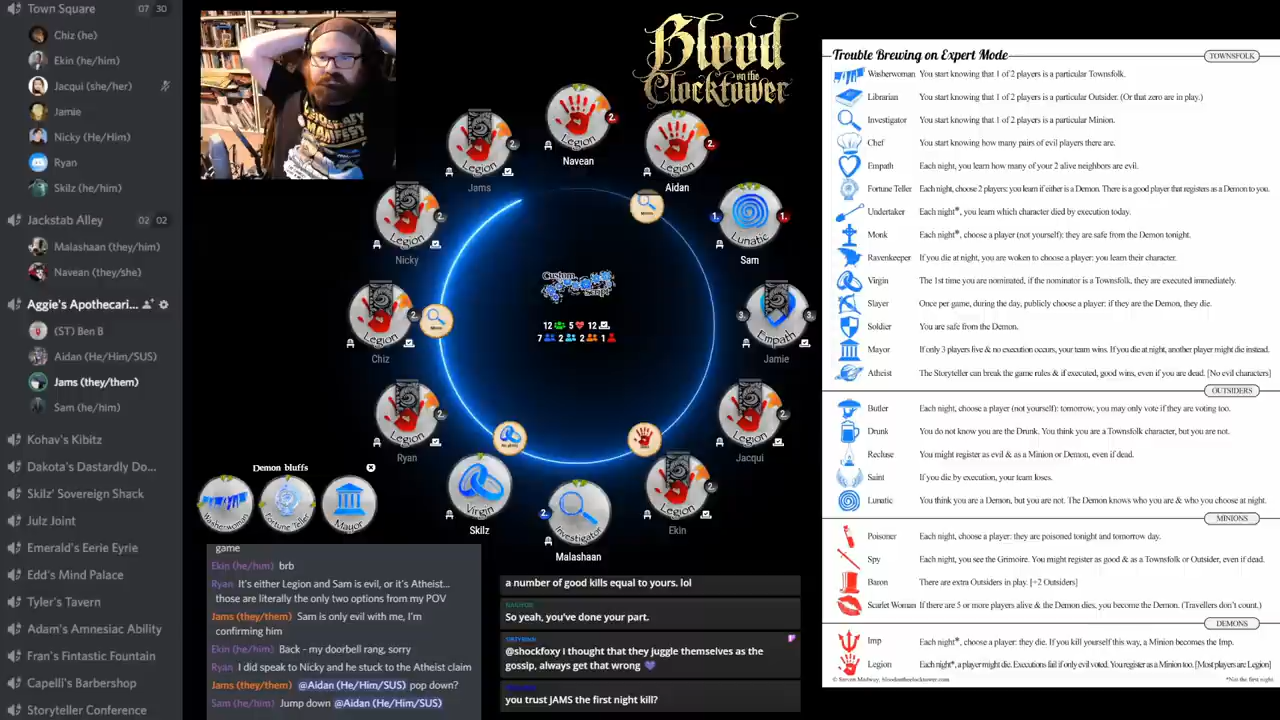 Town Square 07 30
Chiz (he)
Ekin (he/him)
Jacqui (she/her)
Jamie
Nicky (He/Him)
Ryan
Skilz (he/him)
Jackstab Alley 02 02
Malashaan (they/him)
Navean (they/she)
Aggie's Apothecari...
(ST) Ben B
Aidan (He/Him/SUS)
Jams (they/them)
Sam (he/him)
Kohav's Kibitz
Dakota's Dastardly Do...
Skilz' Sovereign Shack
Julz Joint
Emerald's Eerie Eyrie
Edd's Mind Palace
Tyler's Tavern
Adam's Amnesiac Ability
Fran's Frantic Fountain
Storyteller Conference
Blood
on the
Clocktower
Legion
Navean
Legion
Jams
Legion
Aidan
Legion
Nicky
Lunatic
Sam
Legion
Chiz
Empath
Jamie
Legion
Ryan
Legion
Jacqui
Virgin
Skilz
Investigator
Malashaan
Legion
Ekin
Custom
Script
12 5 12
7 2 2 1
Demon bluffs
Washerwoman
Fortune Teller
Mayor
game
Ekin (he/him) brb
Ryan It's either Legion and Sam is evil, or it's Atheist...
those are literally the only two options from my POV
Jams (they/them) Sam is only evil with me, I'm
confirming him
Ekin (he/him) Back - my doorbell rang, sorry
Ryan I did speak to Nicky and he stuck to the Atheist claim
Jams (they/them) @Aidan (He/Him/SUS) pop down?
Sam (he/him) Jump down @Aidan (He/Him/SUS)
a number of good kills equal to yours. lol
So yeah, you've done your part.
@shockfoxy i thought that they juggle themselves as the
gossip, always get that wrong
you trust JAMS the first night kill?
Trouble Brewing on Expert Mode
TOWNSFOLK
Washerwoman You start knowing that 1 of 2 players is a particular Townsfolk.
Librarian You start knowing that 1 of 2 players is a particular Outsider. (Or that zero are in play.)
Investigator You start knowing that 1 of 2 players is a particular Minion.
Chef You start knowing how many pairs of evil players there are.
Empath Each night, you learn how many of your 2 alive neighbors are evil.
Fortune Teller Each night, choose 2 players: you learn if either is a Demon. There is a good player that registers as a Demon to you.
Undertaker Each night*, you learn which character died by execution today.
Monk Each night*, choose a player (not yourself): they are safe from the Demon tonight.
Ravenkeeper If you die at night, you are woken to choose a player: you learn their character.
Virgin The 1st time you are nominated, if the nominator is a Townsfolk, they are executed immediately.
Slayer Once per game, during the day, publicly choose a player: if they are the Demon, they die.
Soldier You are safe from the Demon.
Mayor If only 3 players live & no execution occurs, your team wins. If you die at night, another player might die instead.
Atheist The Storyteller can break the game rules & if executed, good wins, even if you are dead. [No evil characters]
OUTSIDERS
Butler Each night, choose a player (not yourself): tomorrow, you may only vote if they are voting too.
Drunk You do not know you are the Drunk. You think you are a Townsfolk character, but you are not.
Recluse You might register as evil & as a Minion or Demon, even if dead.
Saint If you die by execution, your team loses.
Lunatic You think you are a Demon, but you are not. The Demon knows who you are & who you choose at night.
MINIONS
Poisoner Each night, choose a player: they are poisoned tonight and tomorrow day.
Spy Each night, you see the Grimoire. You might register as good & as a Townsfolk or Outsider, even if dead.
Baron There are extra Outsiders in play. [+2 Outsiders]
Scarlet Woman If there are 5 or more players alive & the Demon dies, you become the Demon. (Travellers don't count.)
DEMONS
Imp Each night*, choose a player: they die. If you kill yourself this way, a Minion becomes the Imp.
Legion Each night*, a player might die. Executions fail if only evil voted. You register as a Minion too. [Most players are Legion]
© Steven Medway, bloodontheclocktower.com
*Not the first night.